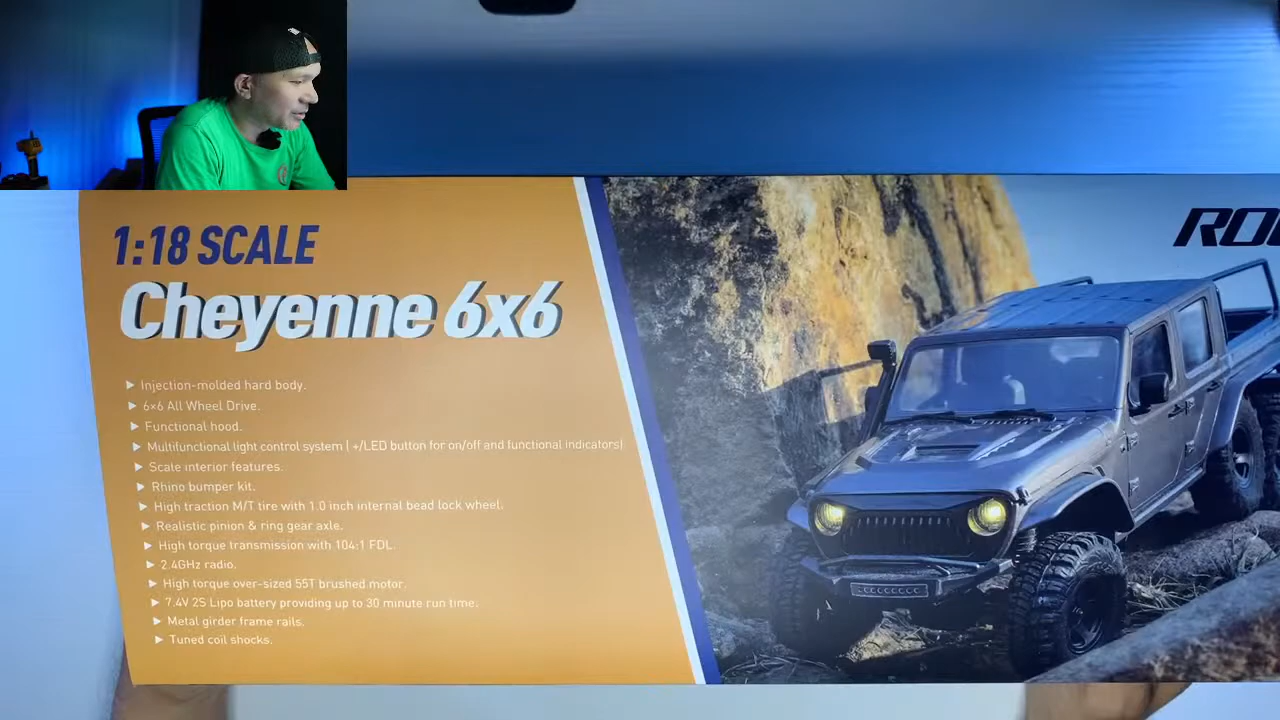 1:18 SCALE
Cheyenne 6x6
▶ Injection-molded hard body.
▶ 6×6 All Wheel Drive.
▶ Functional hood.
▶ Multifunctional light control system ( +/LED button for on/off and functional indicators)
▶ Scale interior features.
▶ Rhino bumper kit.
▶ High traction M/T tire with 1.0 inch internal bead lock wheel.
▶ Realistic pinion & ring gear axle.
▶ High torque transmission with 104:1 FDL.
▶ 2.4GHz radio.
▶ High torque over-sized 55T brushed motor.
▶ 7.4V 2S Lipo battery providing up to 30 minute run time.
▶ Metal girder frame rails.
▶ Tuned coil shocks.